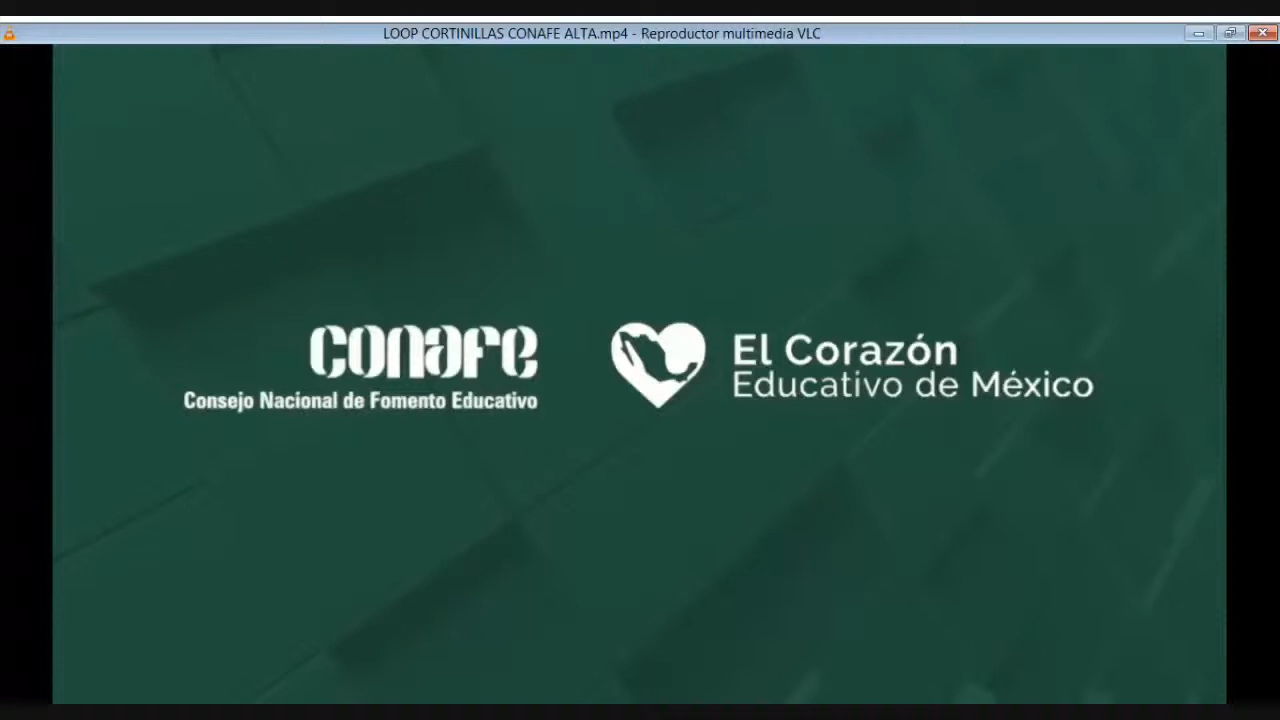 LOOP CORTINILLAS CONAFE ALTA.mp4 - Reproductor multimedia VLC
conafe
Consejo Nacional de Fomento Educativo
El Corazón
Educativo de México